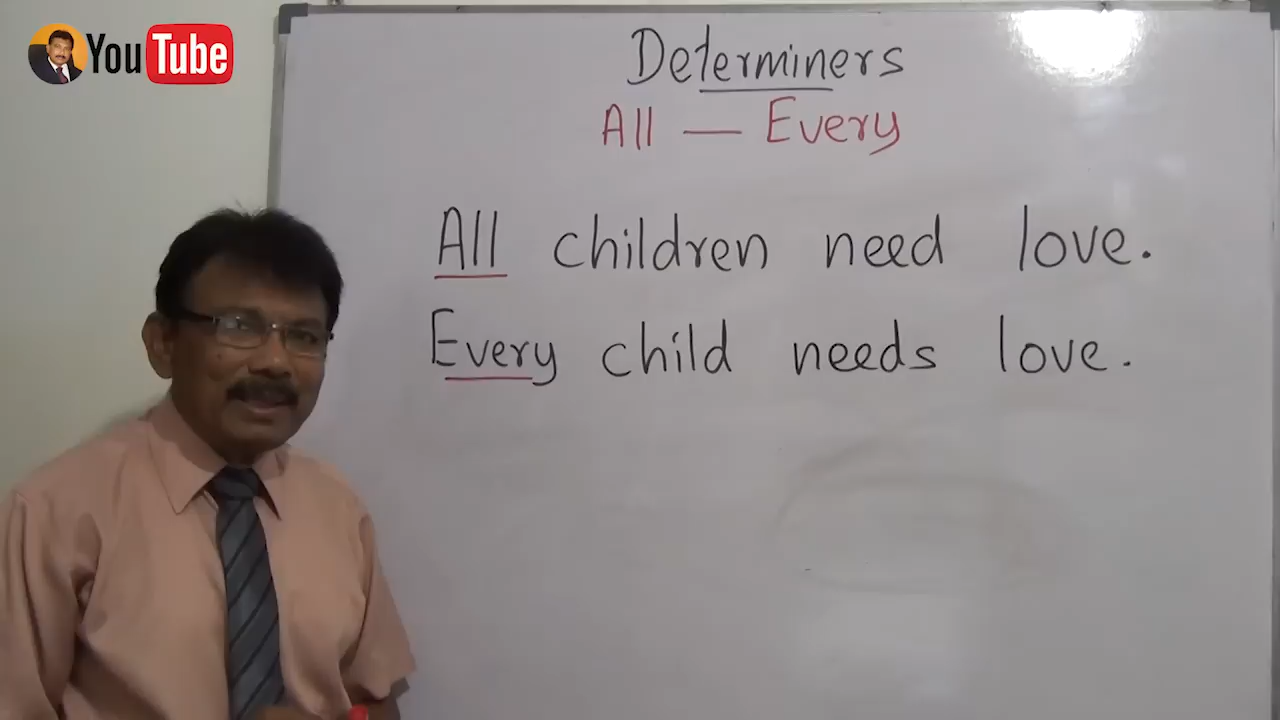 YouTube
Determiners
All — Every
All children need love.
Every child needs love.